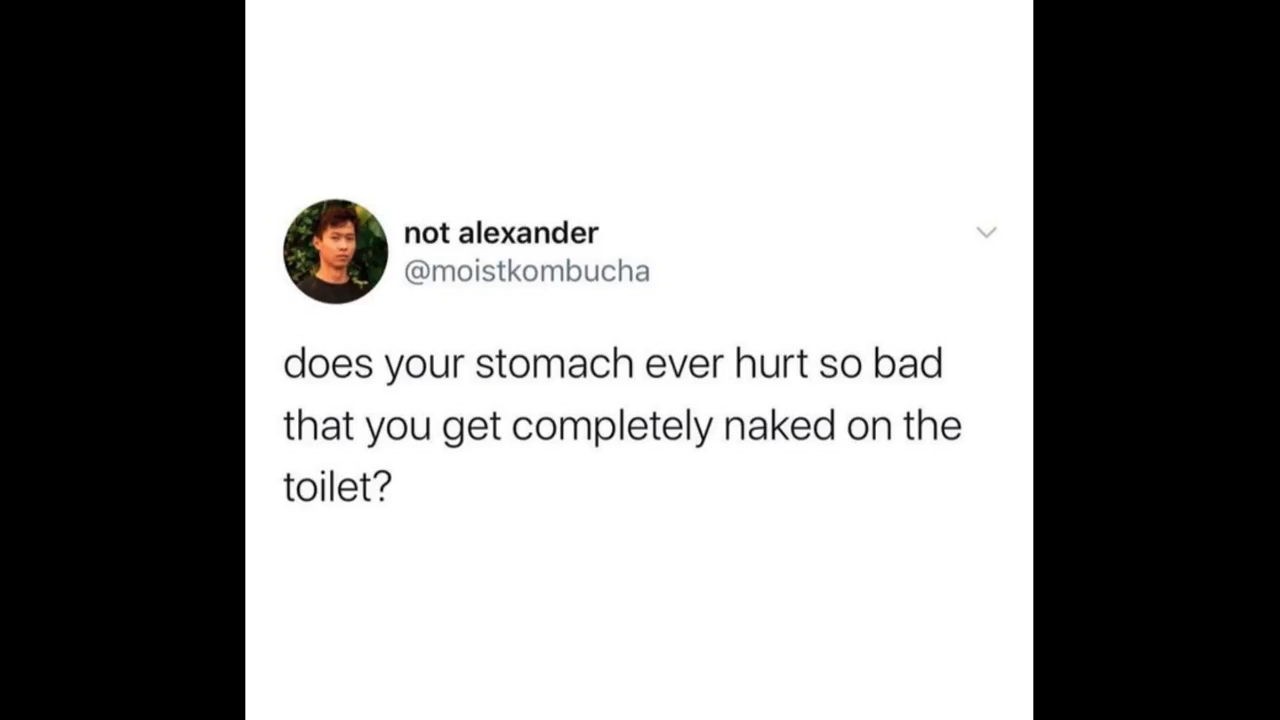 not alexander
@moistkombucha
does your stomach ever hurt so bad
that you get completely naked on the
toilet?